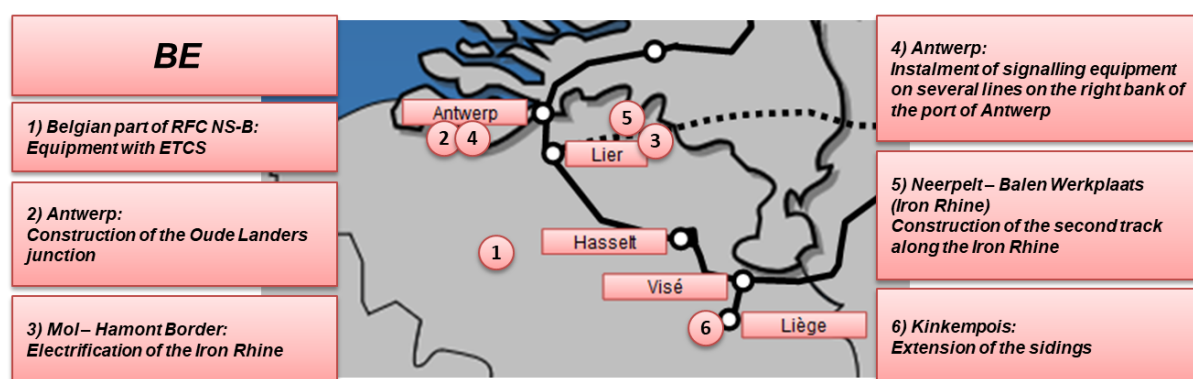 BE
1) Belgian part of RFC NS-B:
Equipment with ETCS
2) Antwerp:
Construction of the Oude Landers
junction
3) Mol – Hamont Border:
Electrification of the Iron Rhine
Antwerp
2
4
5
3
Lier
Hasselt
1
Visé
6
Liège
4) Antwerp:
Instalment of signalling equipment
on several lines on the right bank of
the port of Antwerp
5) Neerpelt – Balen Werkplaats
(Iron Rhine)
Construction of the second track
along the Iron Rhine
6) Kinkempois:
Extension of the sidings